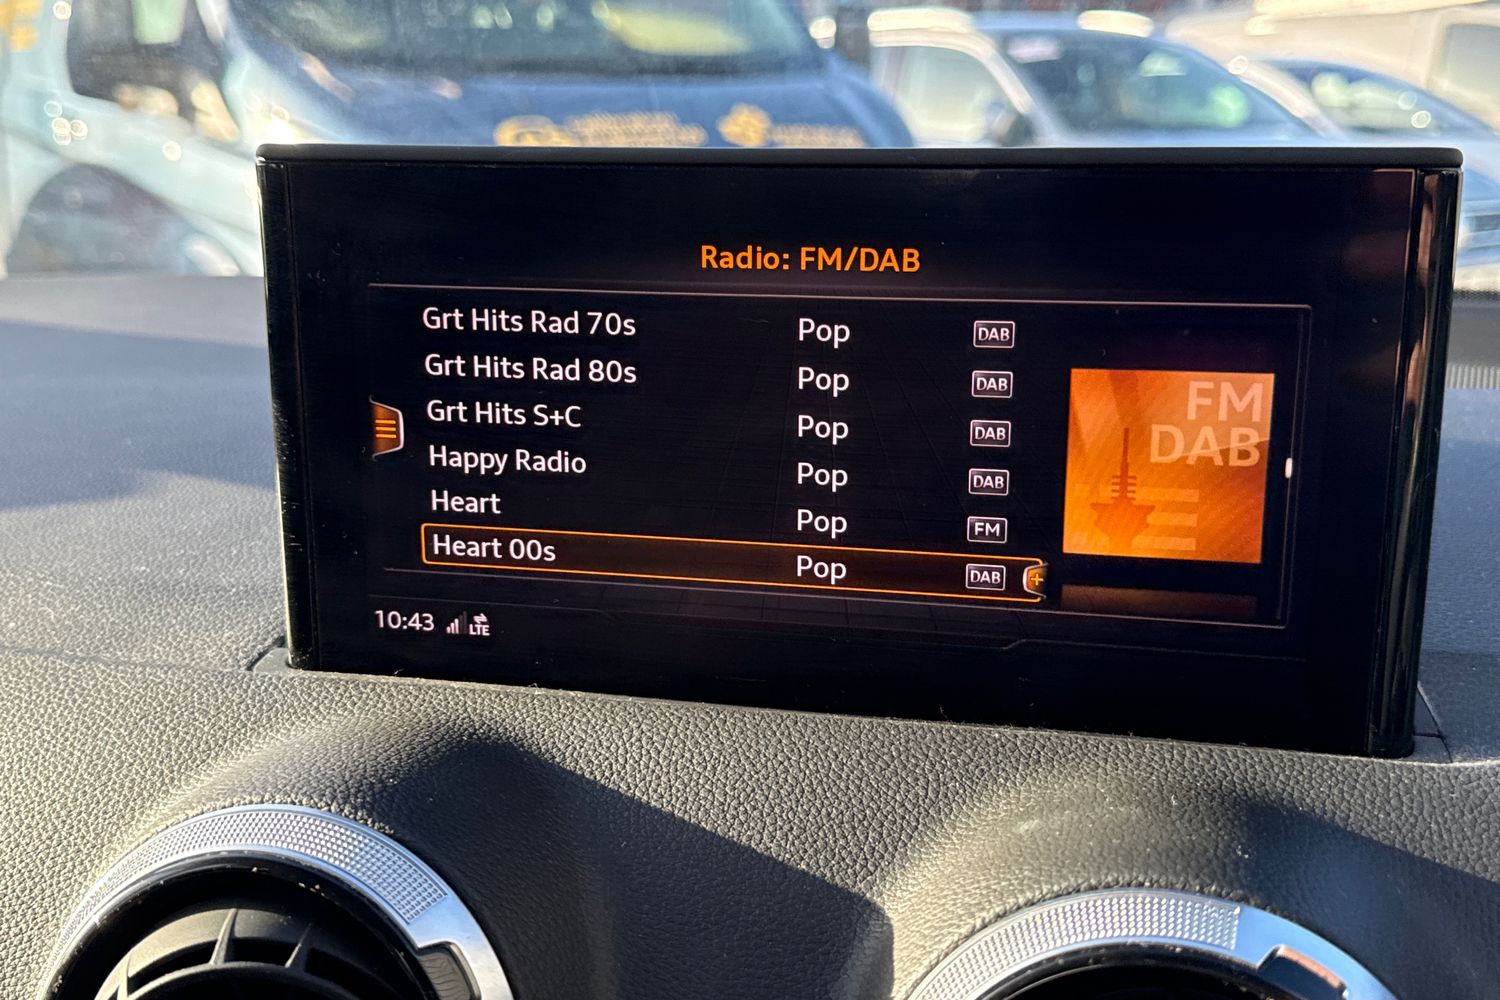 Radio: FM/DAB
Grt Hits Rad 70s Pop DAB
Grt Hits Rad 80s Pop DAB
Grt Hits S+C Pop DAB
Happy Radio Pop DAB
Heart Pop FM
Heart 00s Pop DAB
FM
DAB
10:43 LTE